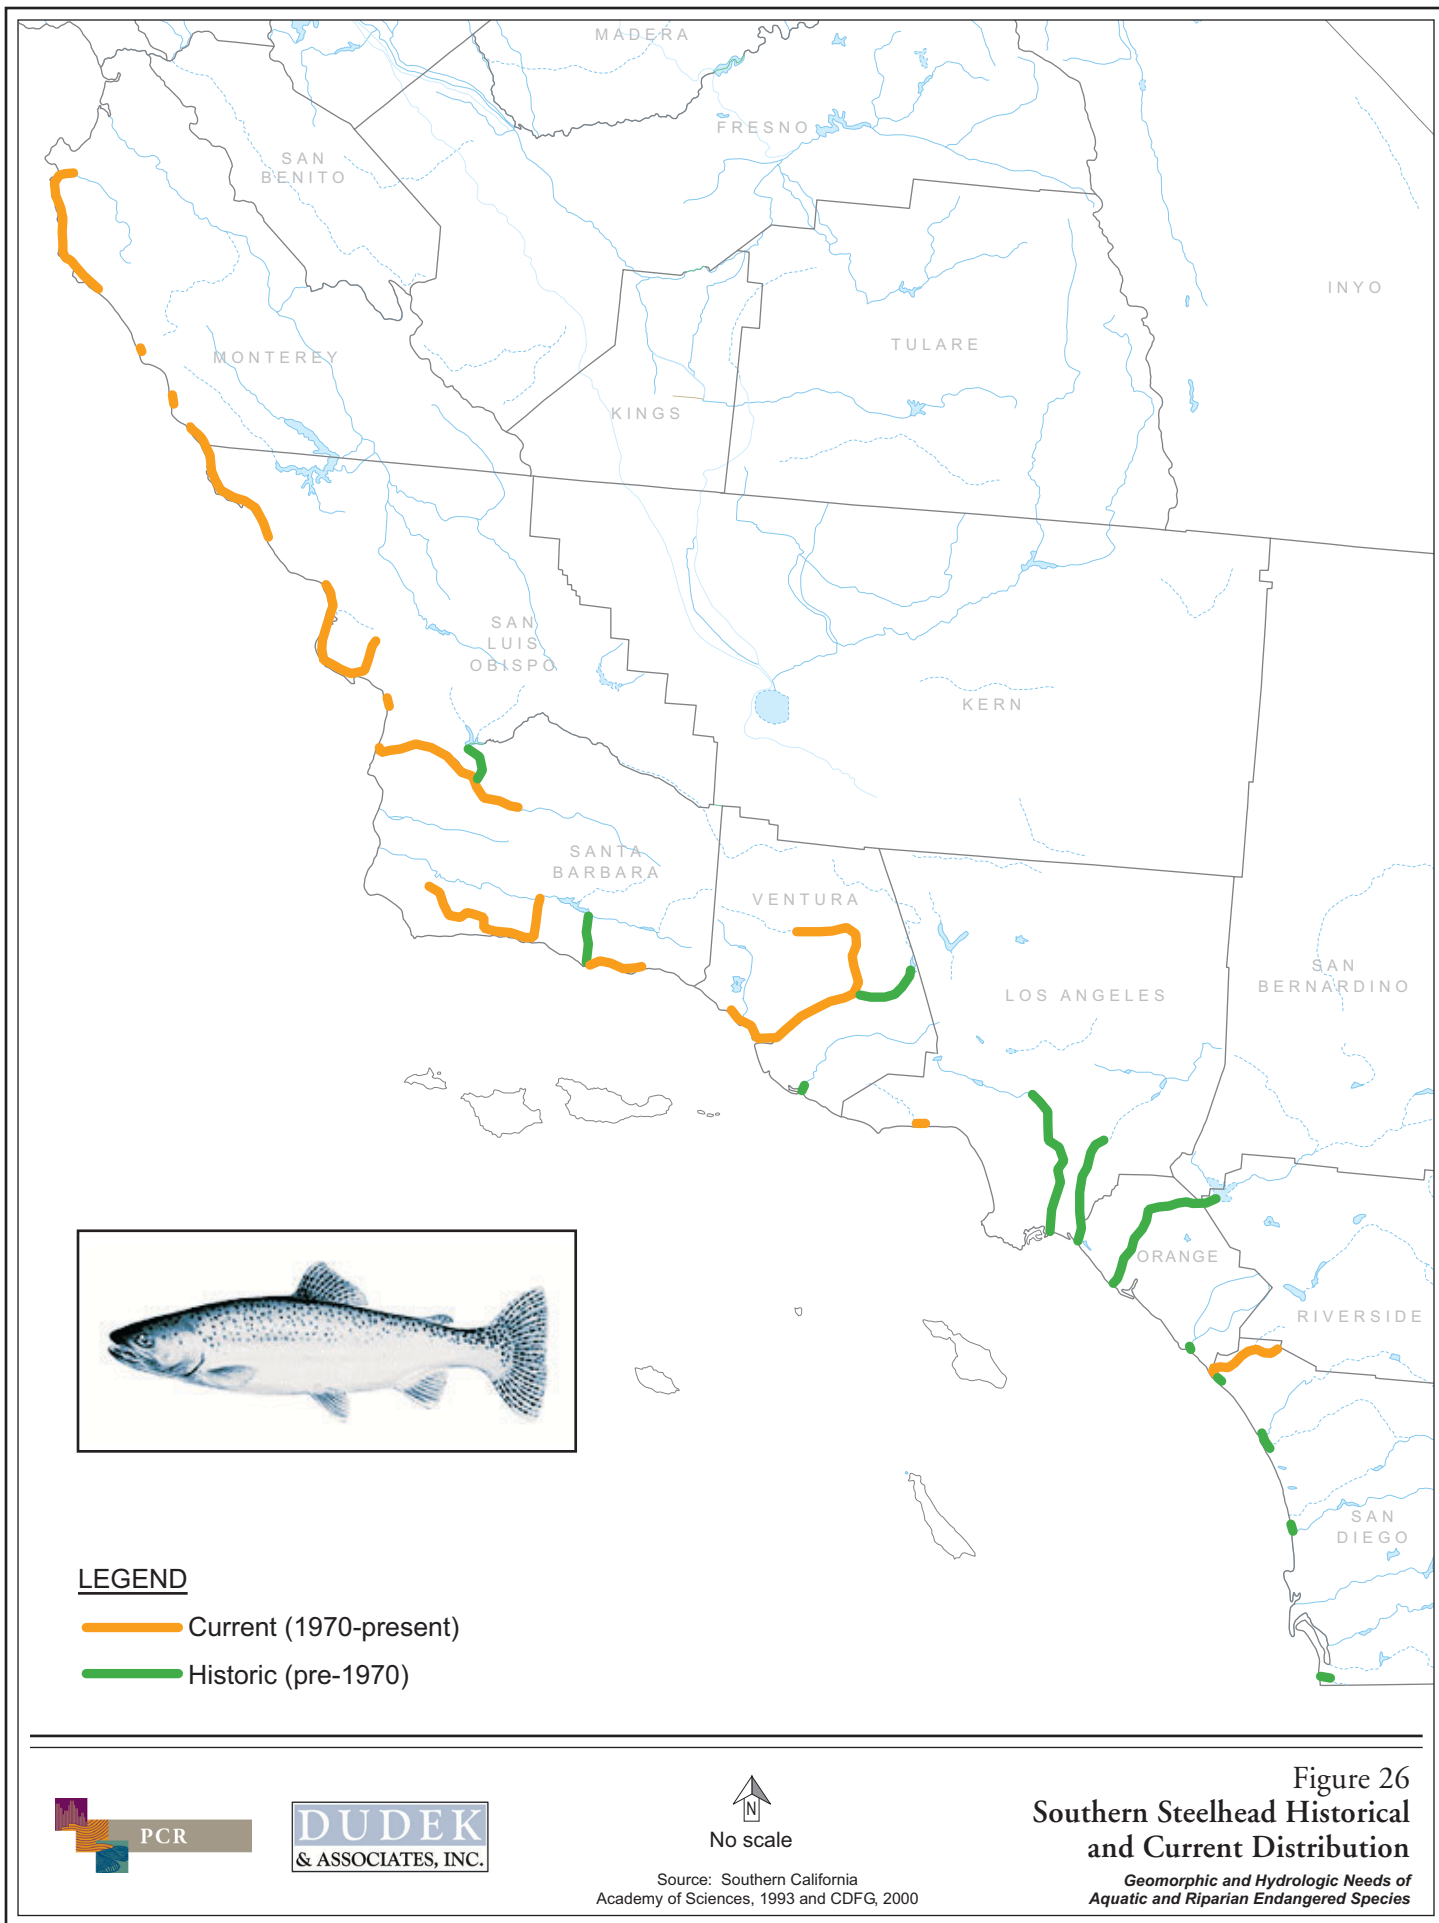 MADERA
FRESNO
SAN
BENITO
INYO
MONTEREY
TULARE
KINGS
SAN
LUIS
OBISPO
KERN
SANTA
BARBARA
VENTURA
LOS ANGELES
SAN
BERNARDINO
ORANGE
RIVERSIDE
SAN
DIEGO
LEGEND
Current (1970-present)
Historic (pre-1970)
PCR
DUDEK
& ASSOCIATES, INC.
N
No scale
Source: Southern California
Academy of Sciences, 1993 and CDFG, 2000
Figure 26
Southern Steelhead Historical
and Current Distribution
Geomorphic and Hydrologic Needs of
Aquatic and Riparian Endangered Species